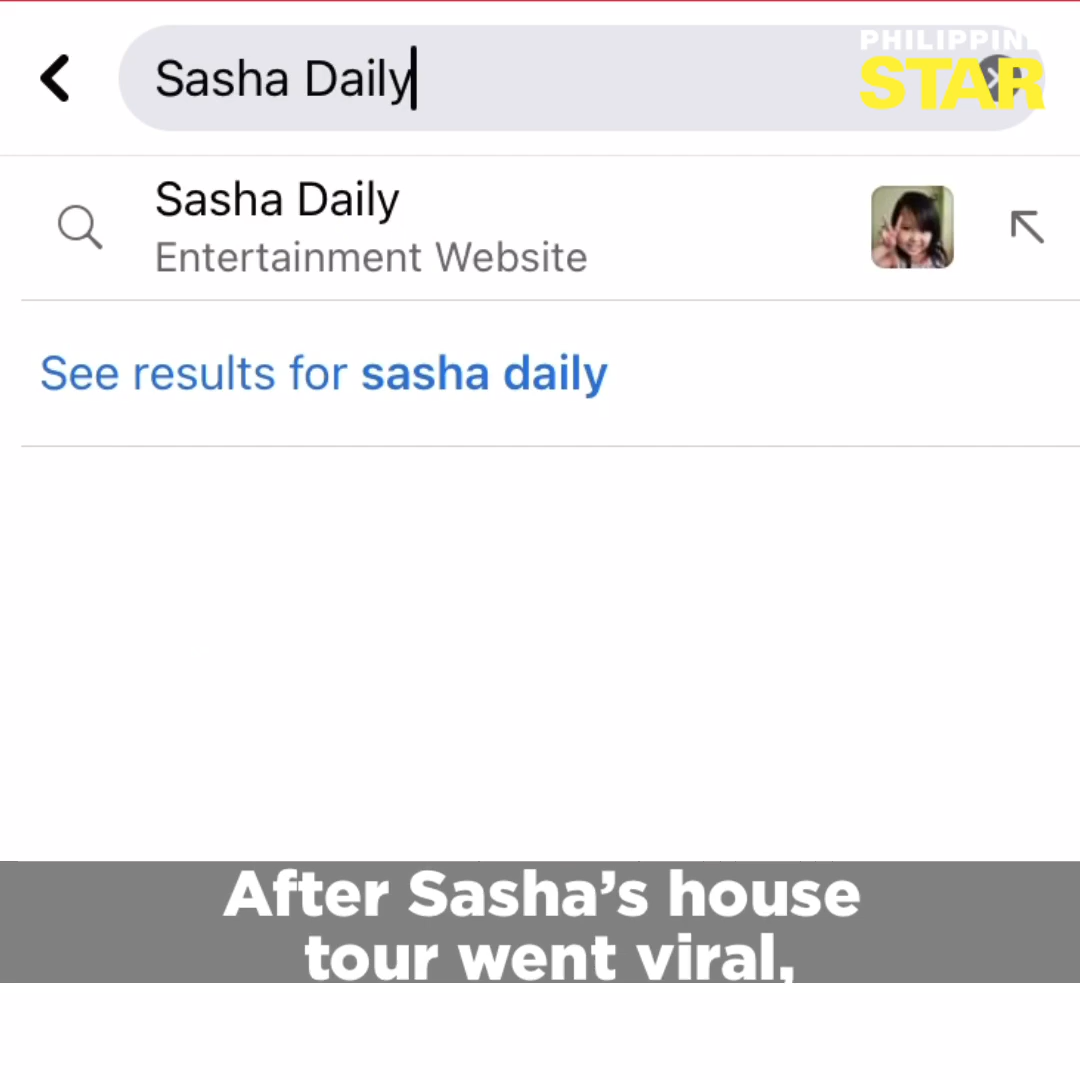 PHILIPPINE
STAR
Sasha Daily
Sasha Daily
Entertainment Website
See results for sasha daily
After Sasha’s house
tour went viral,